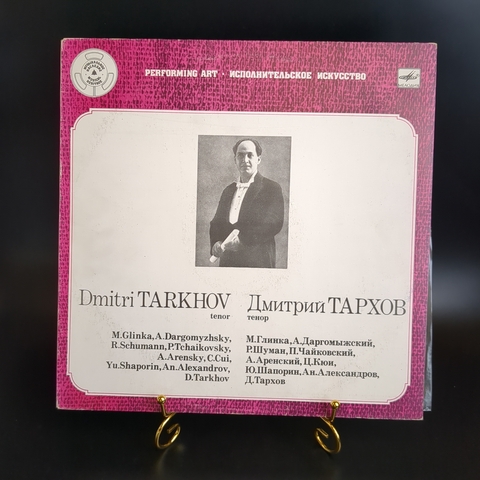 PERFORMING ART · ИСПОЛНИТЕЛЬСКОЕ ИСКУССТВО
Dmitri TARKHOV
tenor
M.Glinka,A.Dargomyzhsky,
R.Schumann,P.Tchaikovsky,
A.Arensky,C.Cui,
Yu.Shaporin,An.Alexandrov,
D.Tarkhov
Дмитрий ТАРХОВ
тенор
М.Глинка,А.Даргомыжский,
Р.Шуман,П.Чайковский,
А.Аренский,Ц.Кюи,
Ю.Шапорин,Ан.Александров,
Д.Тархов